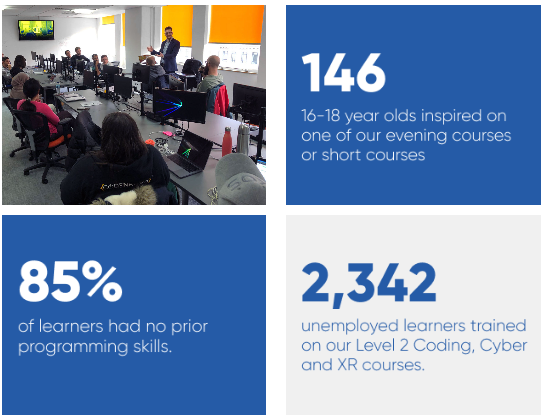 146
16-18 year olds inspired on
one of our evening courses
or short courses
85%
of learners had no prior
programming skills.
2,342
unemployed learners trained
on our Level 2 Coding, Cyber
and XR courses.